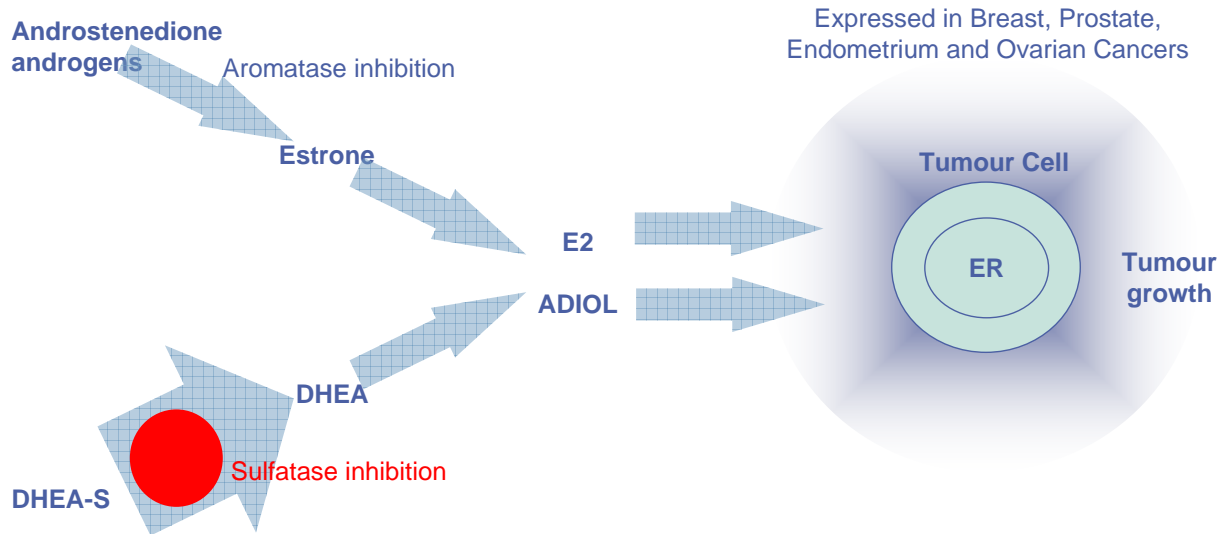 Androstenedione
androgens
Aromatase inhibition
Estrone
Expressed in Breast, Prostate,
Endometrium and Ovarian Cancers
Tumour Cell
E2
ADIOL
ER
Tumour
growth
DHEA
Sulfatase inhibition
DHEA-S